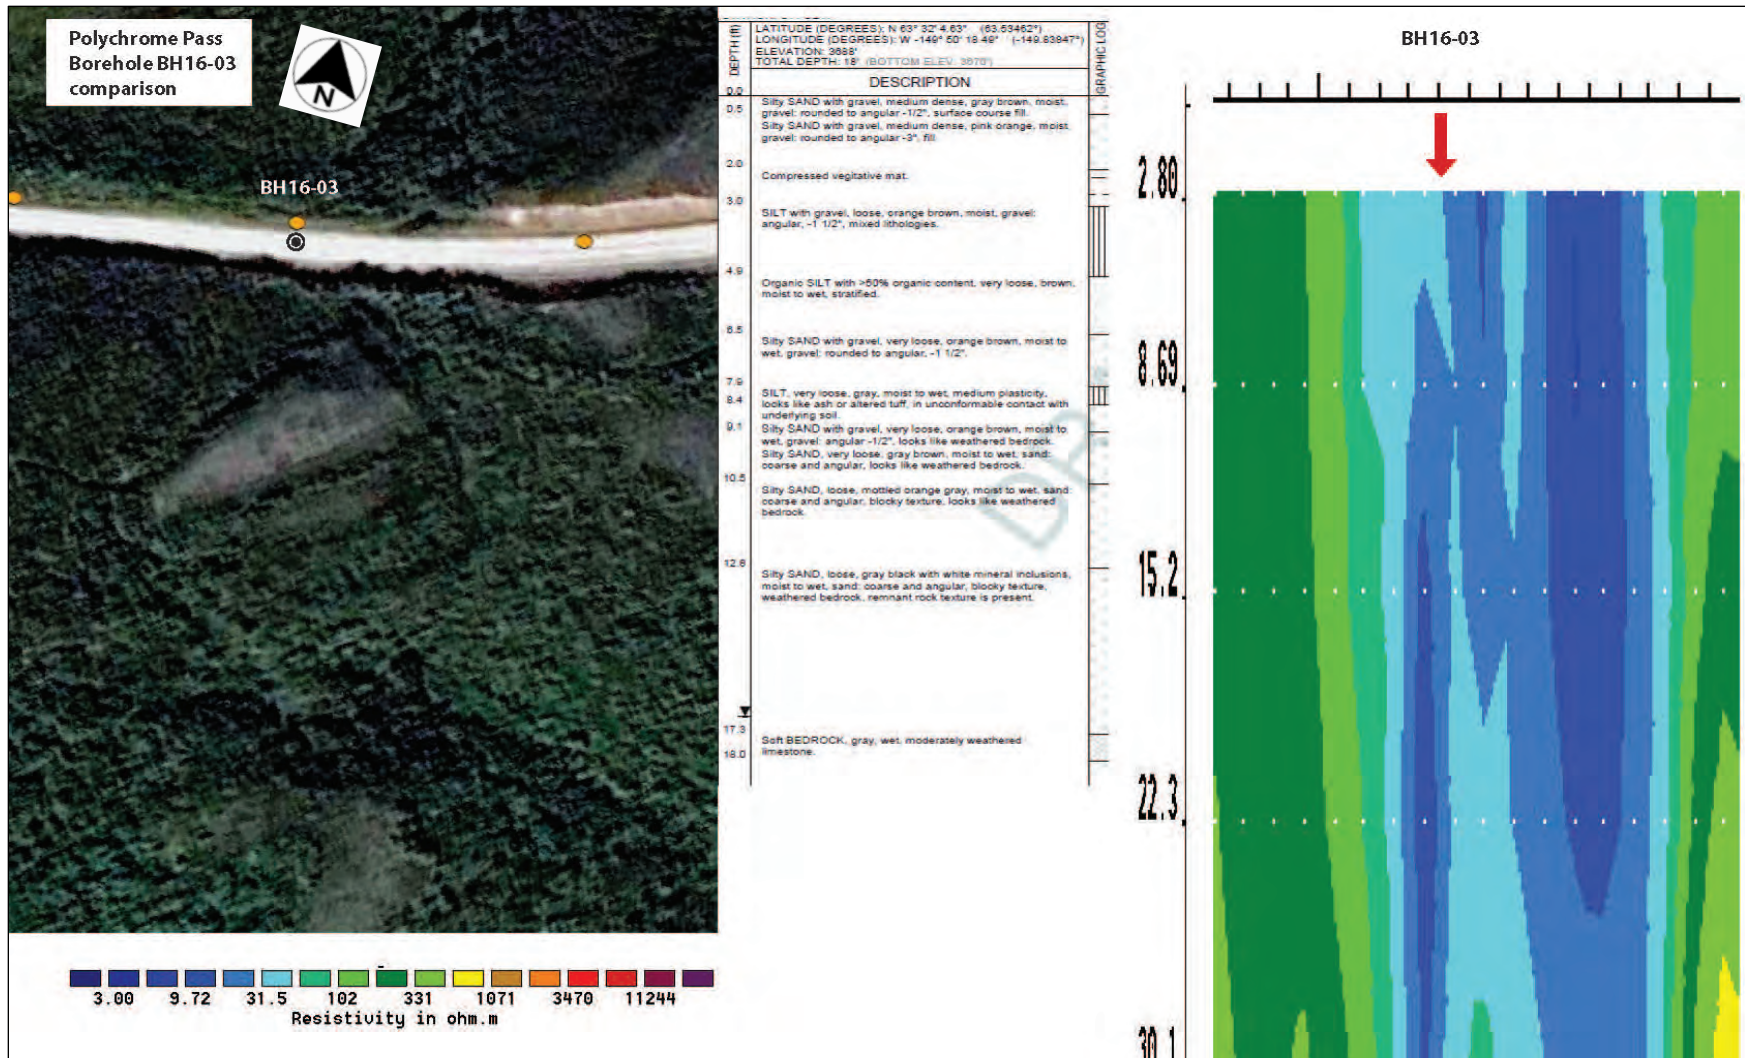 Polychrome Pass
Borehole BH16-03
comparison
N
BH16-03
DEPTH (ft)
LATITUDE (DEGREES): N 63° 32' 4.63" (63.53462°)
LONGITUDE (DEGREES): W -149° 50' 18.49" (-149.83847°)
ELEVATION: 3688'
TOTAL DEPTH: 18' (BOTTOM ELEV. 3670')
GRAPHIC LOG
DESCRIPTION
0.0
0.5
Silty SAND with gravel, medium dense, gray brown, moist,
gravel: rounded to angular -1/2", surface course fill.
Silty SAND with gravel, medium dense, pink orange, moist
gravel: rounded to angular -3", fill
2.0
Compressed vegitative mat.
3.0
SILT with gravel, loose, orange brown, moist, gravel:
angular, -1 1/2", mixed lithologies.
4.9
Organic SILT with >50% organic content, very loose, brown,
moist to wet, stratified.
6.5
Silty SAND with gravel, very loose, orange brown, moist to
wet, gravel: rounded to angular, -1 1/2".
7.9
SILT, very loose, gray, moist to wet, medium plasticity,
8.4
looks like ash or altered tuff, in unconformable contact with
underlying soil.
9.1
Silty SAND with gravel, very loose, orange brown, moist to
wet, gravel: angular -1/2", looks like weathered bedrock.
Silty SAND, very loose, gray brown, moist to wet, sand:
coarse and angular, looks like weathered bedrock.
10.5
Silty SAND, loose, mottled orange gray, moist to wet, sand:
coarse and angular, blocky texture, looks like weathered
bedrock.
12.8
Silty SAND, loose, gray black with white mineral inclusions,
moist to wet, sand: coarse and angular, blocky texture,
weathered bedrock, remnant rock texture is present.
17.3
Soft BEDROCK, gray, wet, moderately weathered
limestone.
18.0
BH16-03
2.80
8.69
15.2
22.3
30.1
3.00 9.72 31.5 102 331 1071 3470 11244
Resistivity in ohm.m